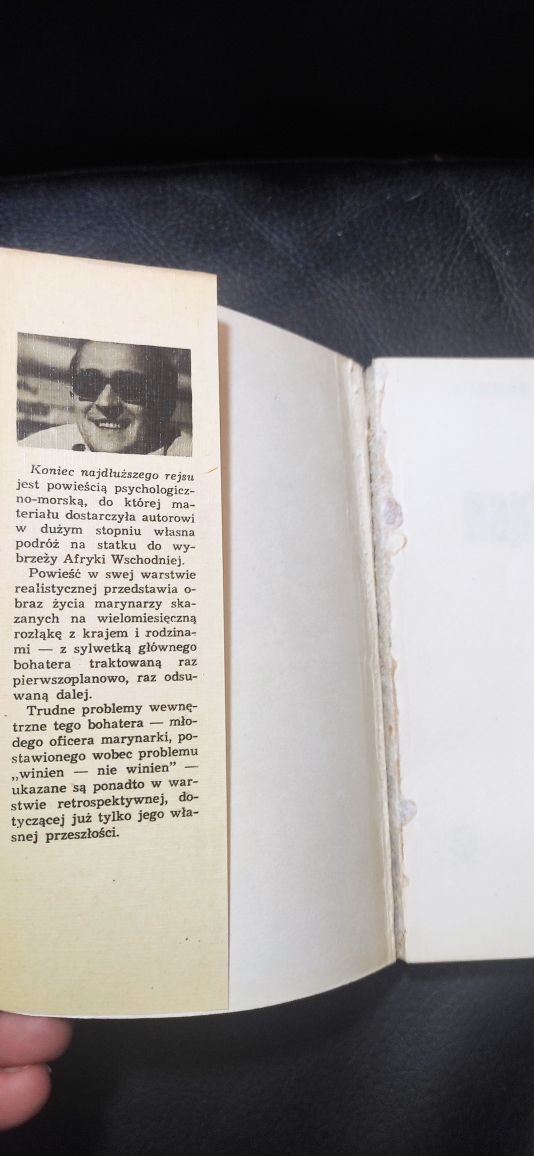 Koniec najdłuższego rejsu
jest powieścią psychologicz-
no-morską, do której ma-
teriału dostarczyła autorowi
w dużym stopniu własna
podróż na statku do wy-
brzeży Afryki Wschodniej.
Powieść w swej warstwie
realistycznej przedstawia o-
braz życia marynarzy ska-
zanych na wielomiesięczną
rozłąkę z krajem i rodzina-
mi — z sylwetką głównego
bohatera traktowaną raz
pierwszoplanowo, raz odsu-
waną dalej.
Trudne problemy wewnę-
trzne tego bohatera — mło-
dego oficera marynarki, po-
stawionego wobec problemu
„winien — nie winien” —
ukazane są ponadto w war-
stwie retrospektywnej, do-
tyczącej już tylko jego wła-
snej przeszłości.